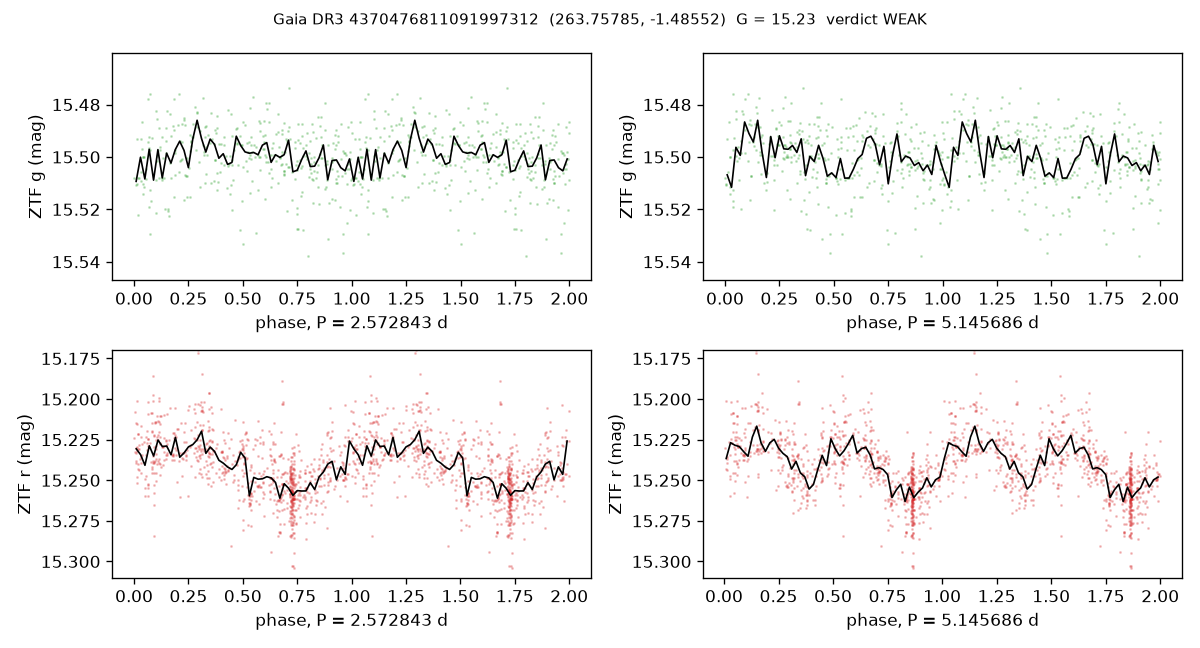 Gaia DR3 4370476811091997312 (263.75785, -1.48552) G = 15.23 verdict WEAK
ZTF g (mag)
15.48
15.50
15.52
15.54
0.00 0.25 0.50 0.75 1.00 1.25 1.50 1.75 2.00
phase, P = 2.572843 d
ZTF g (mag)
15.48
15.50
15.52
15.54
0.00 0.25 0.50 0.75 1.00 1.25 1.50 1.75 2.00
phase, P = 5.145686 d
ZTF r (mag)
15.175
15.200
15.225
15.250
15.275
15.300
0.00 0.25 0.50 0.75 1.00 1.25 1.50 1.75 2.00
phase, P = 2.572843 d
ZTF r (mag)
15.175
15.200
15.225
15.250
15.275
15.300
0.00 0.25 0.50 0.75 1.00 1.25 1.50 1.75 2.00
phase, P = 5.145686 d